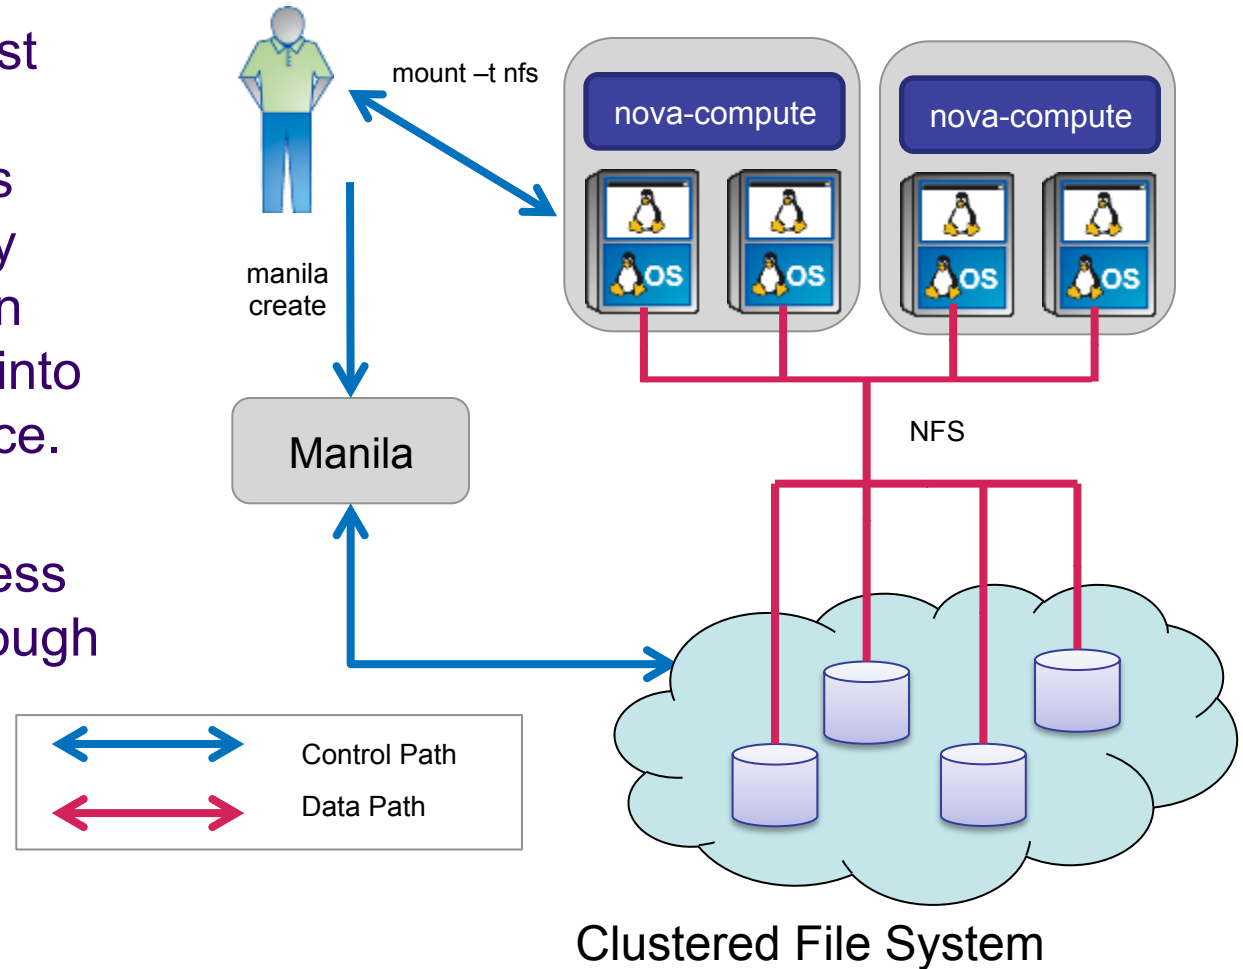 st
s
y
n
into
ce.
ess
ough
mount –t nfs
nova-compute
nova-compute
OS
OS
OS
OS
manila
create
Manila
NFS
Control Path
Data Path
Clustered File System